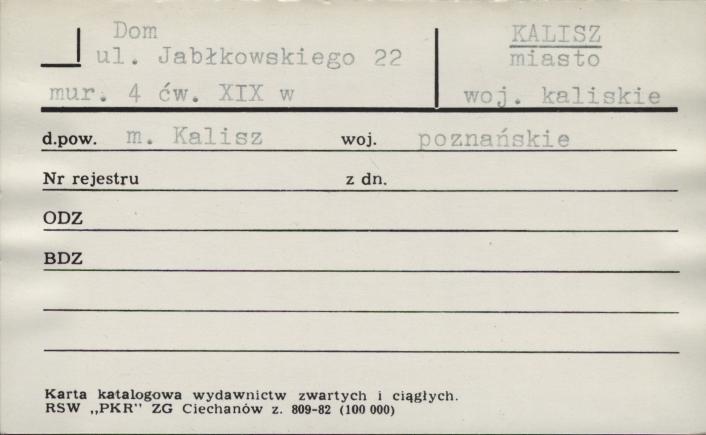 Dom
ul. Jabłkowskiego 22
mur. 4 ćw. XIX w
KALISZ
miasto
woj. kaliskie
d.pow. m. Kalisz woj. poznańskie
Nr rejestru z dn.
ODZ
BDZ
Karta katalogowa wydawnictw zwartych i ciągłych.
RSW „PKR" ZG Ciechanów z. 809-82 (100 000)